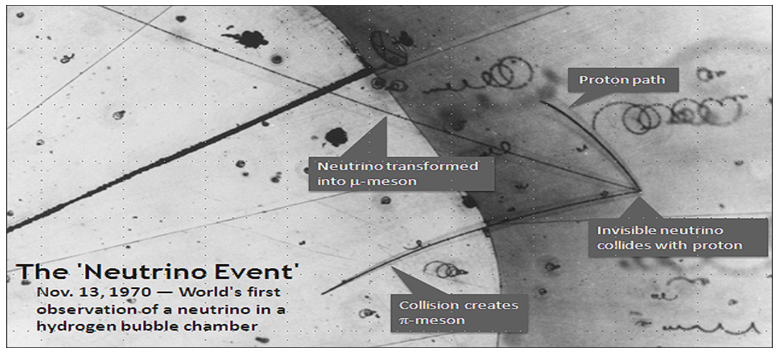 Proton path
Neutrino transformed
into μ-meson
Invisible neutrino
collides with proton
The 'Neutrino Event'
Nov. 13, 1970 — World's first
observation of a neutrino in a
hydrogen bubble chamber
Collision creates
π-meson